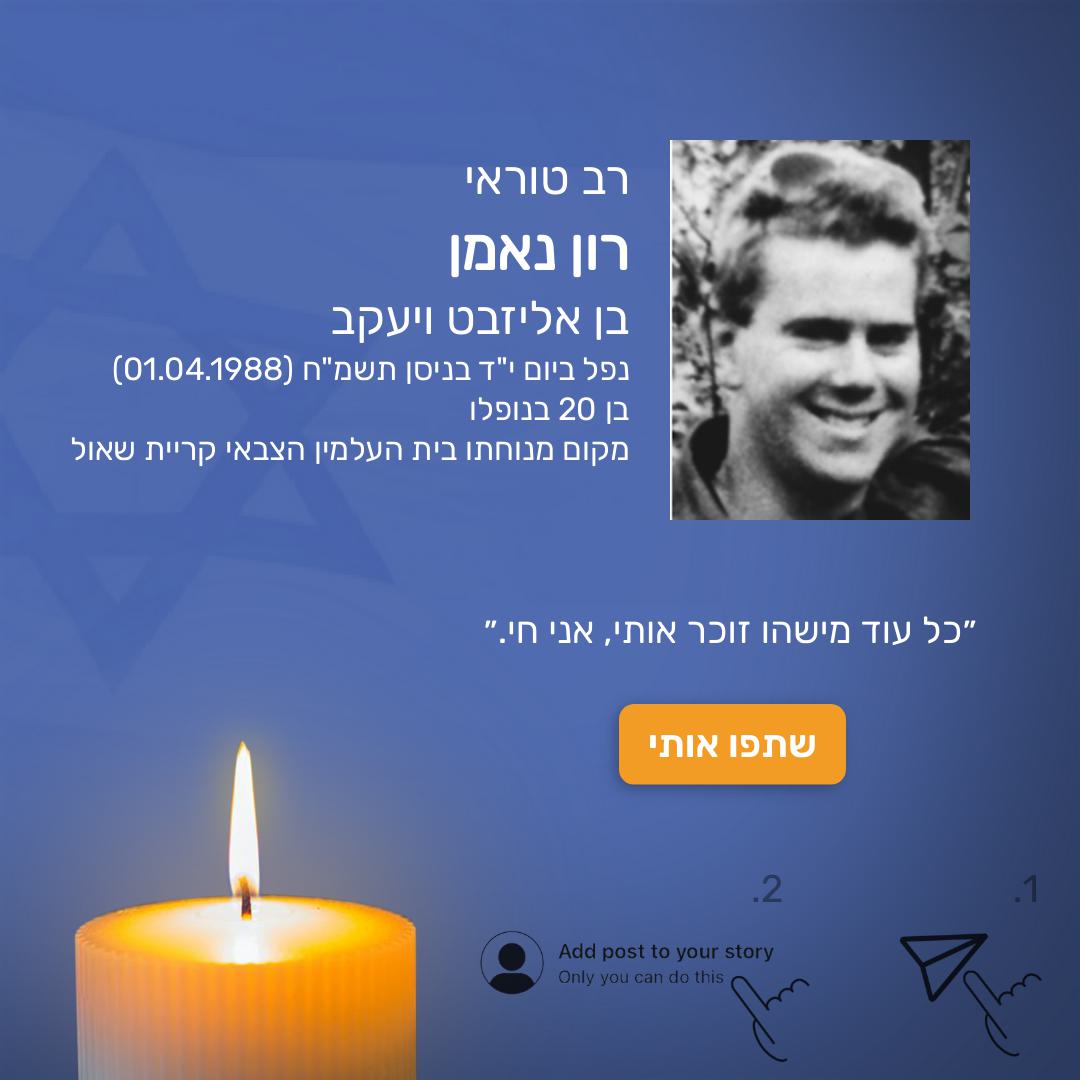 רב טוראי
רון נאמן
בן אליזבט ויעקב
נפל ביום י"ד בניסן תשמ"ח (01.04.1988)
בן 20 בנופלו
מקום מנוחתו בית העלמין הצבאי קריית שאול
״כל עוד מישהו זוכר אותי, אני חי.״
שתפו אותי
1.
2.
Add post to your story
Only you can do this